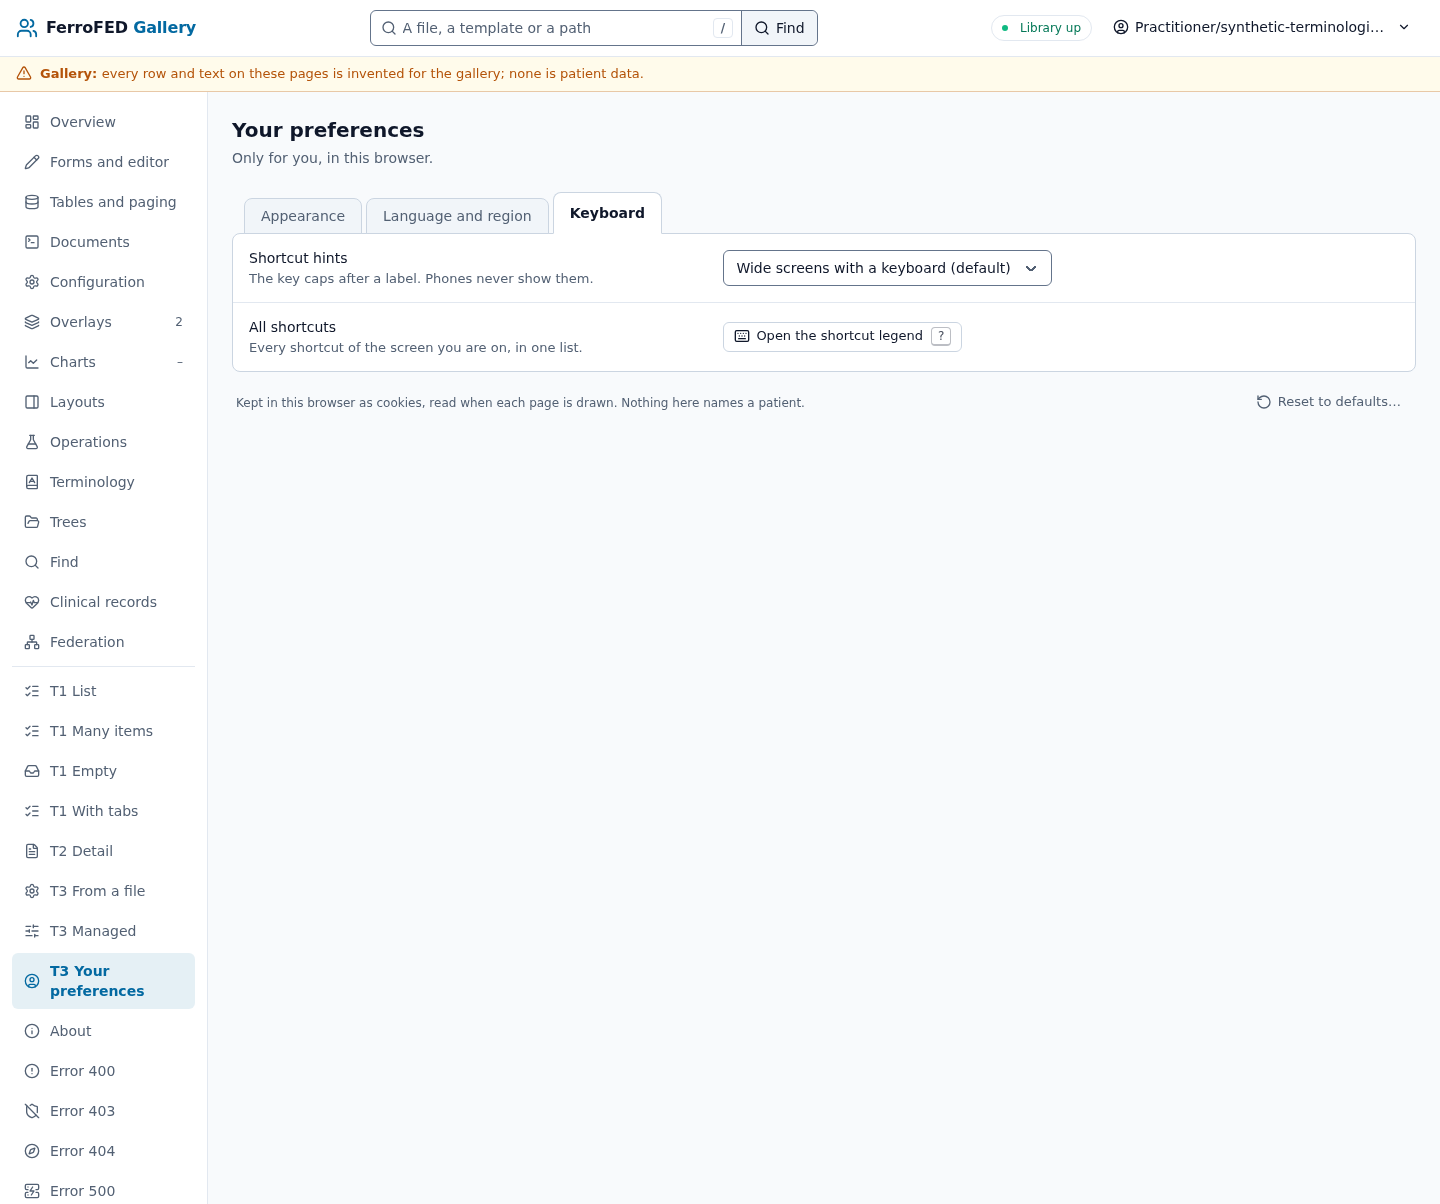 FerroFED Gallery
A file, a template or a path
/
Find
Library up
Practitioner/synthetic-terminologi…
Gallery: every row and text on these pages is invented for the gallery; none is patient data.
Overview
Forms and editor
Tables and paging
Documents
Configuration
Overlays 2
Charts –
Layouts
Operations
Terminology
Trees
Find
Clinical records
Federation
T1 List
T1 Many items
T1 Empty
T1 With tabs
T2 Detail
T3 From a file
T3 Managed
T3 Your
preferences
About
Error 400
Error 403
Error 404
Error 500
Your preferences
Only for you, in this browser.
Appearance
Language and region
Keyboard
Shortcut hints
The key caps after a label. Phones never show them.
Wide screens with a keyboard (default)
All shortcuts
Every shortcut of the screen you are on, in one list.
Open the shortcut legend ?
Kept in this browser as cookies, read when each page is drawn. Nothing here names a patient.
Reset to defaults…